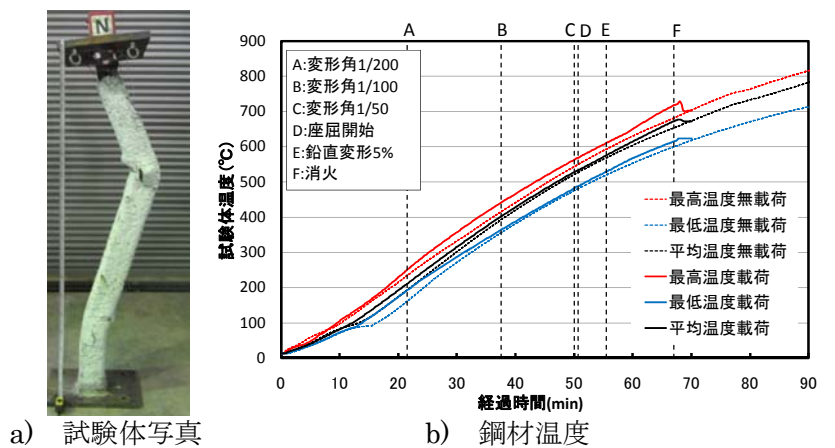 N
A B C D E F
A:変形角1/200
B:変形角1/100
C:変形角1/50
D:座屈開始
E:鉛直変形5%
F:消火
試験体温度(℃)
900
800
700
600
500
400
300
200
100
0
最高温度無載荷
最低温度無載荷
平均温度無載荷
最高温度載荷
最低温度載荷
平均温度載荷
0 10 20 30 40 50 60 70 80 90
経過時間(min)
a) 試験体写真
b) 鋼材温度